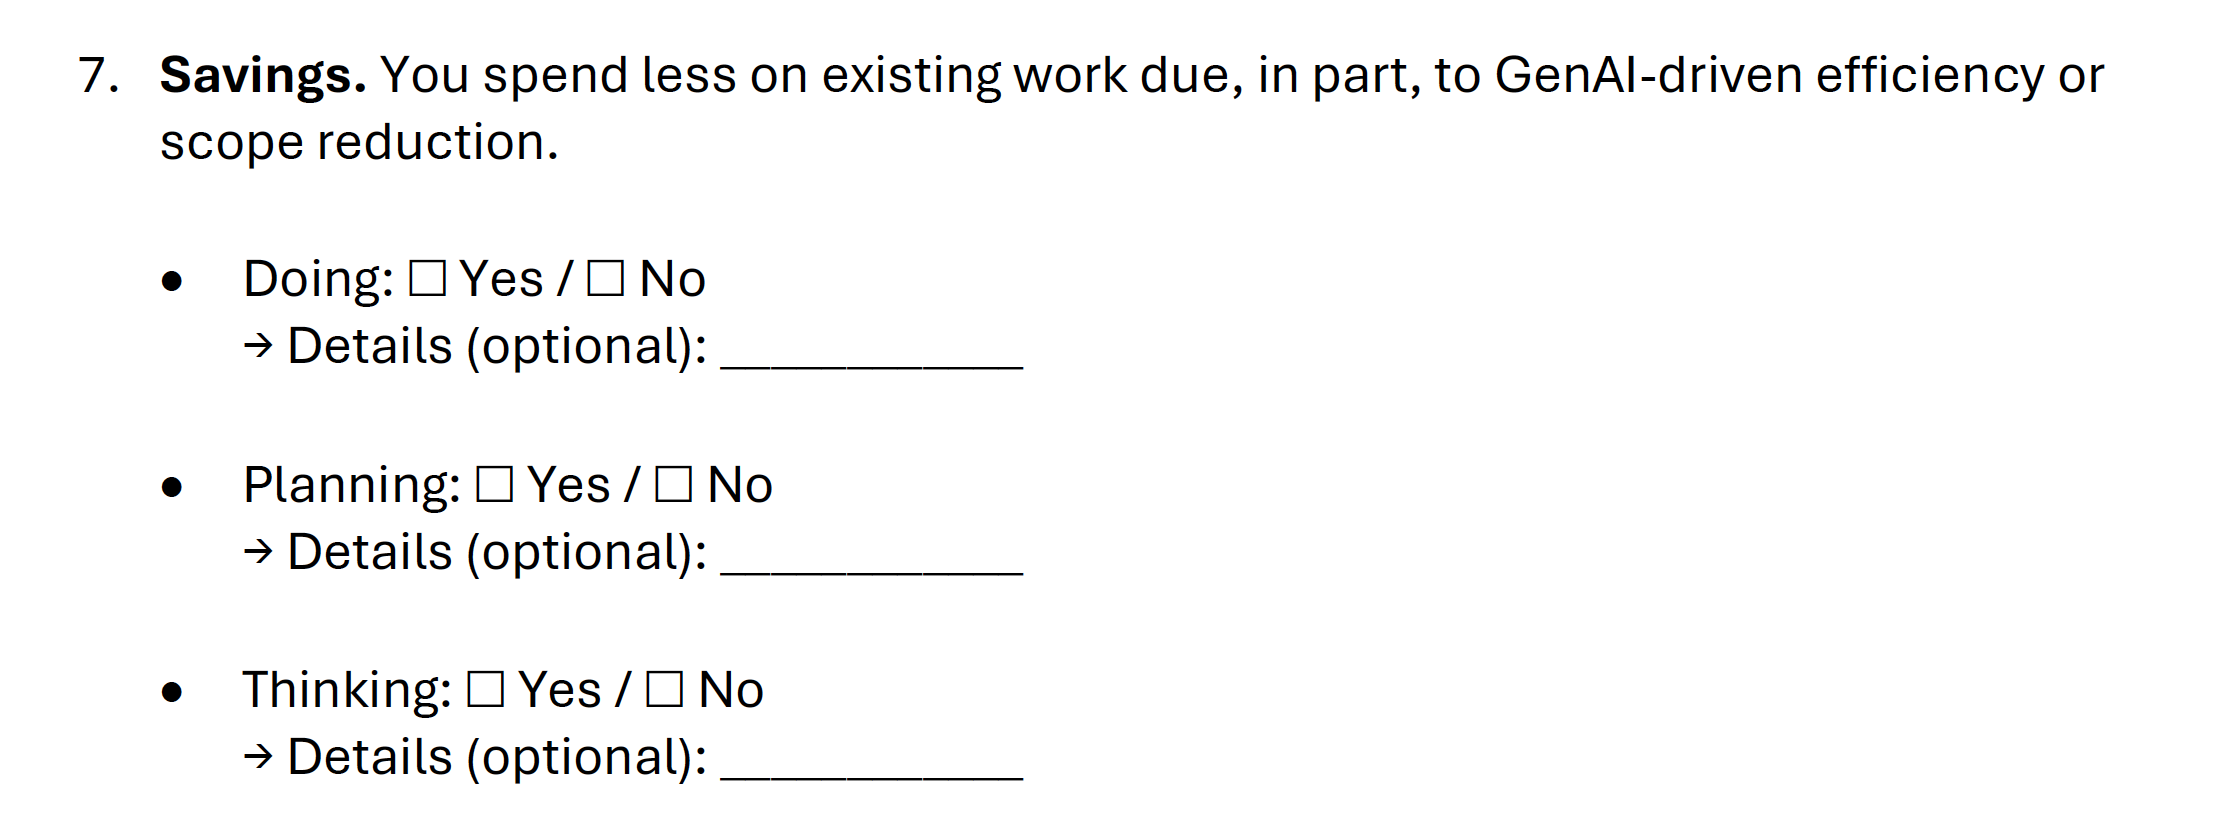 7. Savings. You spend less on existing work due, in part, to GenAI-driven efficiency or
scope reduction.
● Doing: ☐ Yes / ☐ No
→ Details (optional): ____________
● Planning: ☐ Yes / ☐ No
→ Details (optional): ____________
● Thinking: ☐ Yes / ☐ No
→ Details (optional): ____________